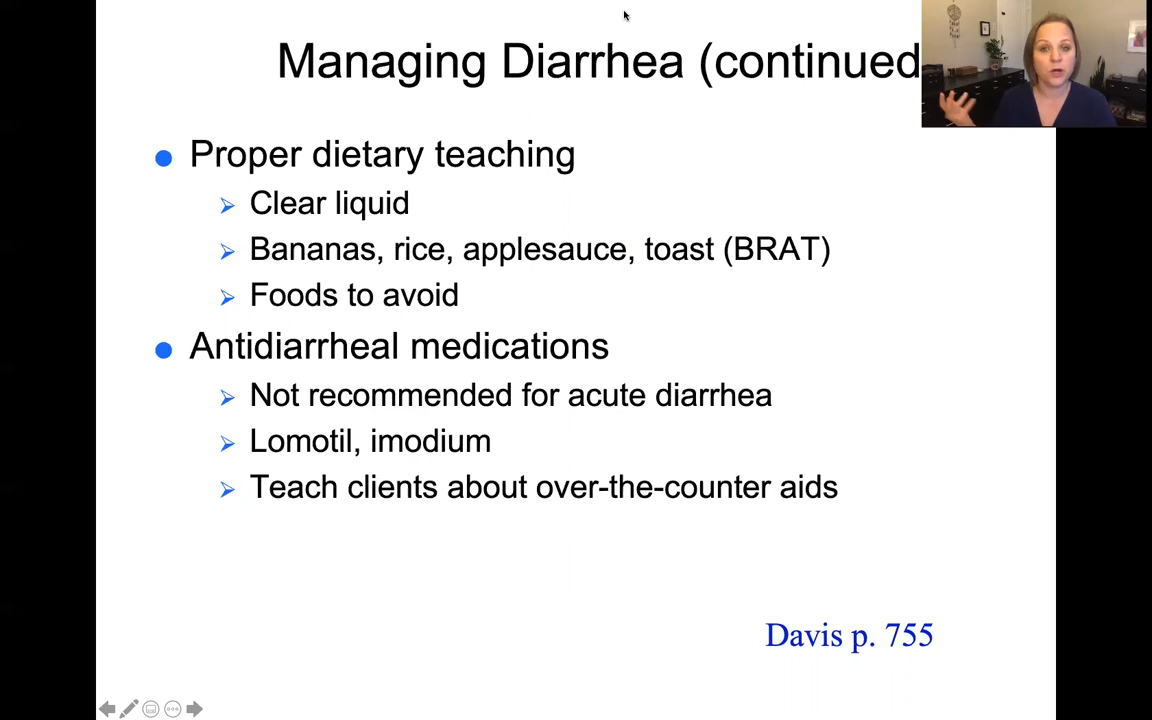 Managing Diarrhea (continued
Proper dietary teaching
Clear liquid
Bananas, rice, applesauce, toast (BRAT)
Foods to avoid
Antidiarrheal medications
Not recommended for acute diarrhea
Lomotil, imodium
Teach clients about over-the-counter aids
Davis p. 755